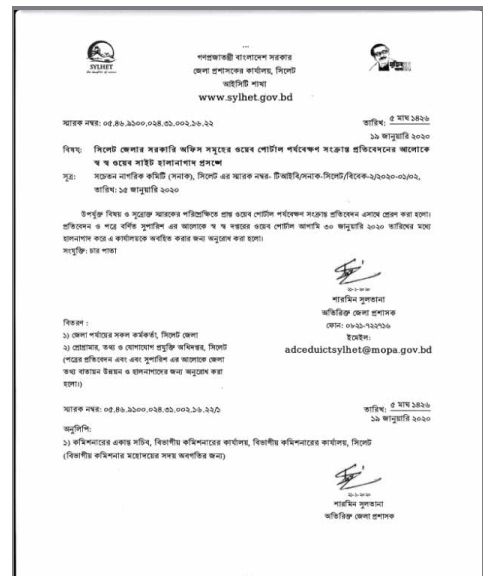 SYLHET
গণপ্রজাতন্ত্রী বাংলাদেশ সরকার
জেলা প্রশাসকের কার্যালয়, সিলেট
আইসিটি শাখা
www.sylhet.gov.bd
স্মারক নম্বর: ০৫.৪৬.৯১০০.০২৪.৩১.০০২.১৬.২২
তারিখ: ৫ মাঘ ১৪২৬
১৯ জানুয়ারি ২০২০
বিষয়: সিলেট জেলার সরকারি অফিস সমূহের ওয়েব পোর্টাল পর্যবেক্ষণ সংক্রান্ত প্রতিবেদনের আলোকে
স্ব স্ব ওয়েব সাইট হালানাগাদ প্রসঙ্গে
সূত্র: সচেতন নাগরিক কমিটি (সনাক), সিলেট এর স্মারক নম্বর- টিআইবি/সনাক-সিলেট/বিবেক-২/২০২০-০১/০২,
তারিখ: ১৫ জানুয়ারি ২০২০
উপর্যুক্ত বিষয় ও সূত্রোক্ত স্মারকের পরিপ্রেক্ষিতে প্রাপ্ত ওয়েব পোর্টাল পর্যবেক্ষণ সংক্রান্ত প্রতিবেদন এসাথে প্রেরণ করা হলো।
প্রতিবেদন ও পত্রে বর্ণিত সুপারিশ এর আলোকে স্ব স্ব দপ্তরের ওয়েব পোর্টাল আগামি ৩০ জানুয়ারি ২০২০ তারিখের মধ্যে
হালনাগাদ করে এ কার্যালয়কে অবহিত করার জন্য অনুরোধ করা হলো।
সংযুক্তি: চার পাতা
শারমিন সুলতানা
অতিরিক্ত জেলা প্রশাসক
ফোন: ০৮২১-৭২২৭১৬
ইমেইল:
adceduictsylhet@mopa.gov.bd
বিতরণ :
১) জেলা পর্যায়ের সকল কর্মকর্তা, সিলেট জেলা
২) প্রোগ্রামার, তথ্য ও যোগাযোগ প্রযুক্তি অধিদপ্তর, সিলেট
(পত্রের প্রতিবেদন এবং এবং সুপারিশ এর আলোকে জেলা
তথ্য বাতায়ন উন্নয়ন ও হালনাগাদের জন্য অনুরোধ করা
হলো।)
স্মারক নম্বর: ০৫.৪৬.৯১০০.০২৪.৩১.০০২.১৬.২২/১
তারিখ: ৫ মাঘ ১৪২৬
১৯ জানুয়ারি ২০২০
অনুলিপি:
১) কমিশনারের একান্ত সচিব, বিভাগীয় কমিশনারের কার্যালয়, বিভাগীয় কমিশনারের কার্যালয়, সিলেট
(বিভাগীয় কমিশনার মহোদয়ের সদয় অবগতির জন্য)
শারমিন সুলতানা
অতিরিক্ত জেলা প্রশাসক